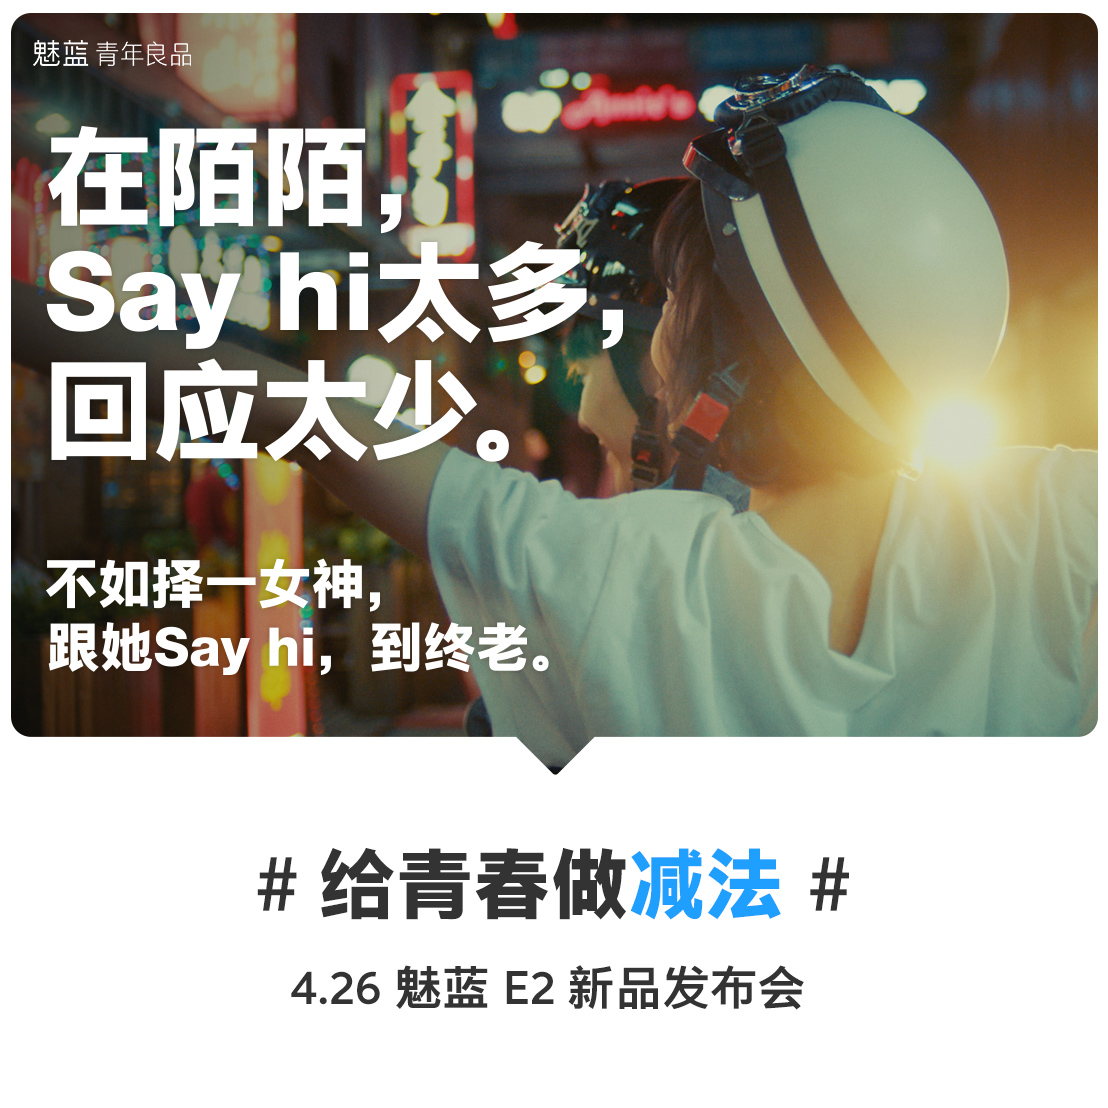 魅蓝 青年良品
Annie's
在陌陌，
Say hi太多，
回应太少。
不如择一女神，
跟她Say hi，到终老。
# 给青春做减法 #
4.26 魅蓝 E2 新品发布会